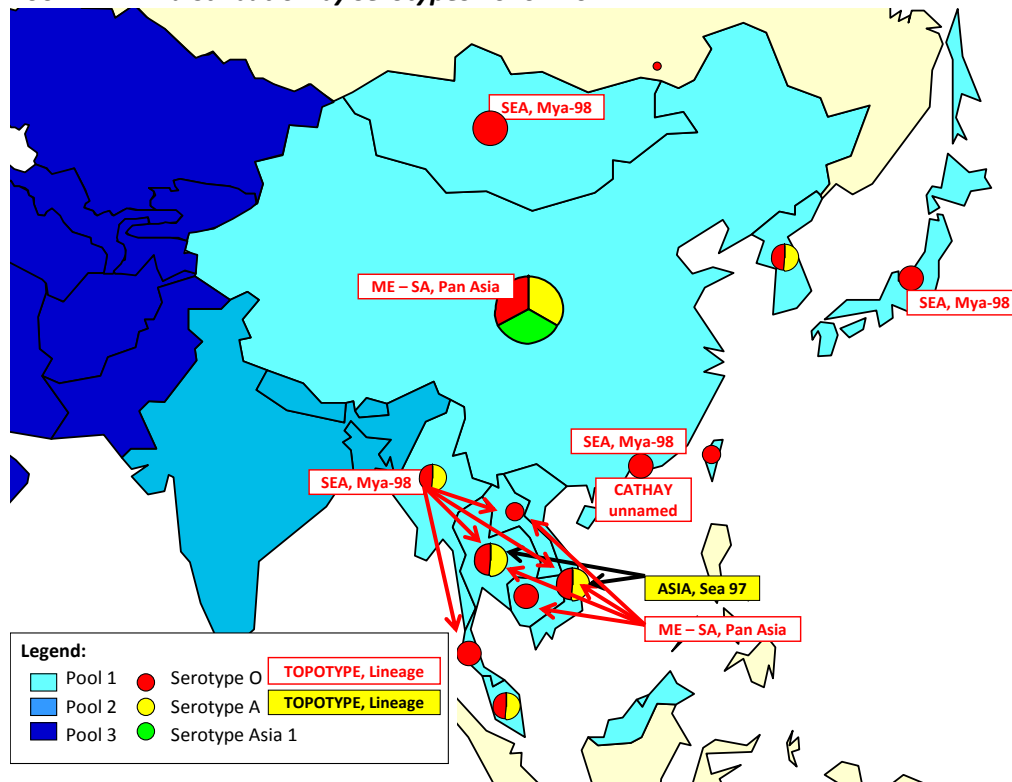 SEA, Mya-98
ME – SA, Pan Asia
SEA, Mya-98
SEA, Mya-98
SEA, Mya-98
CATHAY
unnamed
ASIA, Sea 97
ME – SA, Pan Asia
Legend:
Pool 1
Pool 2
Pool 3
Serotype O
Serotype A
Serotype Asia 1
TOPOTYPE, Lineage
TOPOTYPE, Lineage